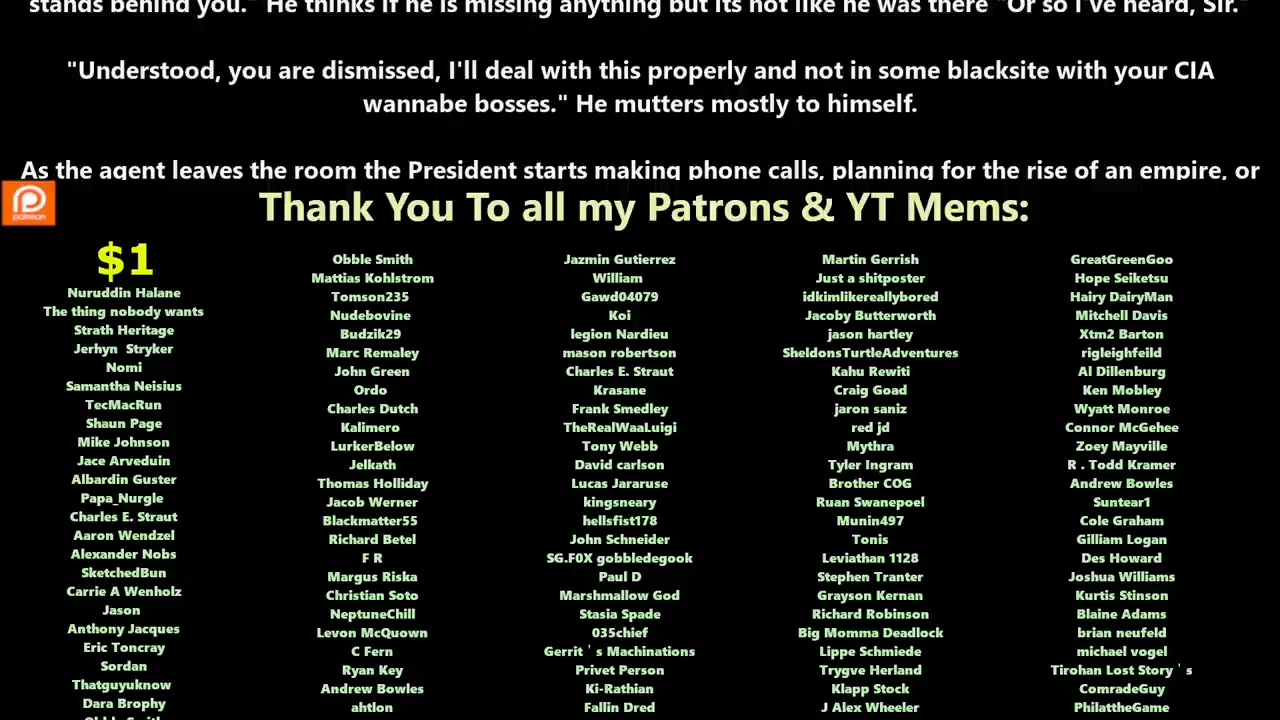 stands behind you." He thinks if he is missing anything but its not like he was there "Or so I've heard, Sir."
"Understood, you are dismissed, I'll deal with this properly and not in some blacksite with your CIA
wannabe bosses." He mutters mostly to himself.
As the agent leaves the room the President starts making phone calls, planning for the rise of an empire, or
patreon
Thank You To all my Patrons & YT Mems:
$1
Nuruddin Halane
The thing nobody wants
Strath Heritage
Jerhyn  Stryker
Nomi
Samantha Neisius
TecMacRun
Shaun Page
Mike Johnson
Jace Arveduin
Albardin Guster
Papa_Nurgle
Charles E. Straut
Aaron Wendzel
Alexander Nobs
SketchedBun
Carrie A Wenholz
Jason
Anthony Jacques
Eric Toncray
Sordan
Thatguyuknow
Dara Brophy
Obble Smith
Obble Smith
Mattias Kohlstrom
Tomson235
Nudebovine
Budzik29
Marc Remaley
John Green
Ordo
Charles Dutch
Kalimero
LurkerBelow
Jelkath
Thomas Holliday
Jacob Werner
Blackmatter55
Richard Betel
F R
Margus Riska
Christian Soto
NeptuneChill
Levon McQuown
C Fern
Ryan Key
Andrew Bowles
ahtlon
Jazmin Gutierrez
William
Gawd04079
Koi
legion Nardieu
mason robertson
Charles E. Straut
Krasane
Frank Smedley
TheRealWaaLuigi
Tony Webb
David carlson
Lucas Jararuse
kingsneary
hellsfist178
John Schneider
SG.F0X gobbledegook
Paul D
Marshmallow God
Stasia Spade
035chief
Gerrit ' s Machinations
Privet Person
Ki-Rathian
Fallin Dred
Martin Gerrish
Just a shitposter
idkimlikereallybored
Jacoby Butterworth
jason hartley
SheldonsTurtleAdventures
Kahu Rewiti
Craig Goad
jaron saniz
red jd
Mythra
Tyler Ingram
Brother COG
Ruan Swanepoel
Munin497
Tonis
Leviathan 1128
Stephen Tranter
Grayson Kernan
Richard Robinson
Big Momma Deadlock
Lippe Schmiede
Trygve Herland
Klapp Stock
J Alex Wheeler
GreatGreenGoo
Hope Seiketsu
Hairy DairyMan
Mitchell Davis
Xtm2 Barton
rigleighfeild
Al Dillenburg
Ken Mobley
Wyatt Monroe
Connor McGehee
Zoey Mayville
R . Todd Kramer
Andrew Bowles
Suntear1
Cole Graham
Gilliam Logan
Des Howard
Joshua Williams
Kurtis Stinson
Blaine Adams
brian neufeld
michael vogel
Tirohan Lost Story ' s
ComradeGuy
PhilattheGame